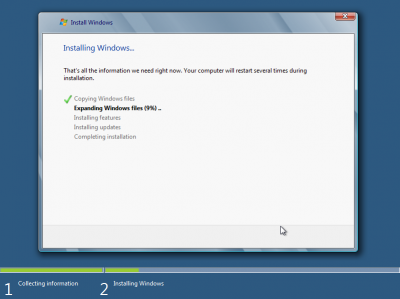 Install Windows
Installing Windows...
That's all the information we need right now. Your computer will restart several times during
installation.
Copying Windows files
Expanding Windows files (9%) ..
Installing features
Installing updates
Completing installation
1 Collecting information
2 Installing Windows